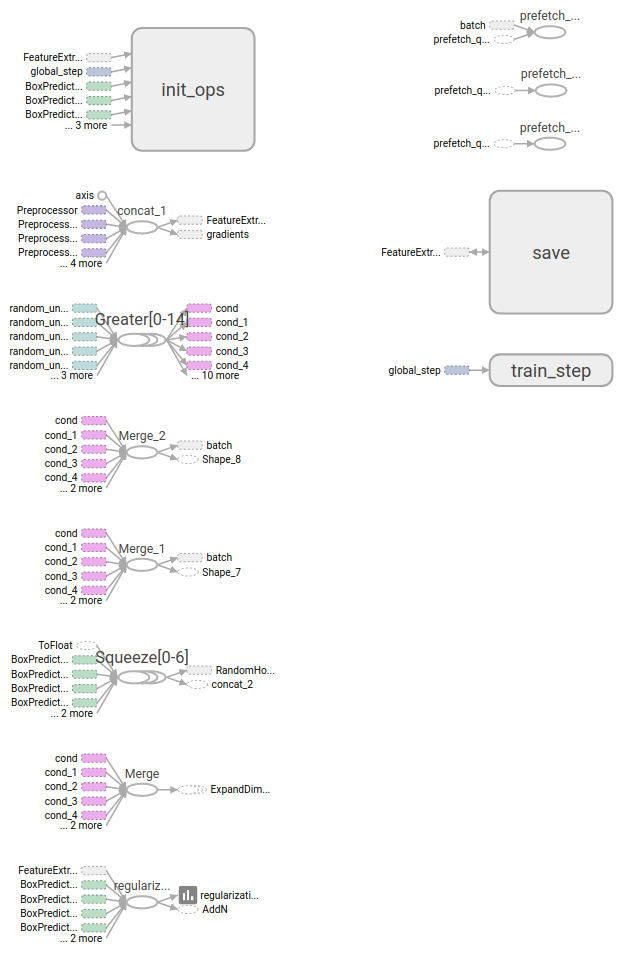 FeatureExtr...
global_step
BoxPredict...
BoxPredict...
BoxPredict...
... 3 more
init_ops
axis
Preprocessor
Preprocess...
Preprocess...
Preprocess...
... 4 more
concat_1
FeatureExtr...
gradients
random_un...
random_un...
random_un...
random_un...
random_un...
... 3 more
Greater[0-14]
cond
cond_1
cond_2
cond_3
cond_4
... 10 more
cond
cond_1
cond_2
cond_3
cond_4
... 2 more
Merge_2
batch
Shape_8
cond
cond_1
cond_2
cond_3
cond_4
... 2 more
Merge_1
batch
Shape_7
ToFloat
BoxPredict...
BoxPredict...
BoxPredict...
BoxPredict...
... 2 more
Squeeze[0-6]
RandomHo...
concat_2
cond
cond_1
cond_2
cond_3
cond_4
... 2 more
Merge
ExpandDim...
FeatureExtr...
BoxPredict...
BoxPredict...
BoxPredict...
BoxPredict...
... 2 more
regulariz...
regularizati...
AddN
prefetch_...
batch
prefetch_q...
prefetch_...
prefetch_q...
prefetch_...
prefetch_q...
FeatureExtr...
save
global_step
train_step